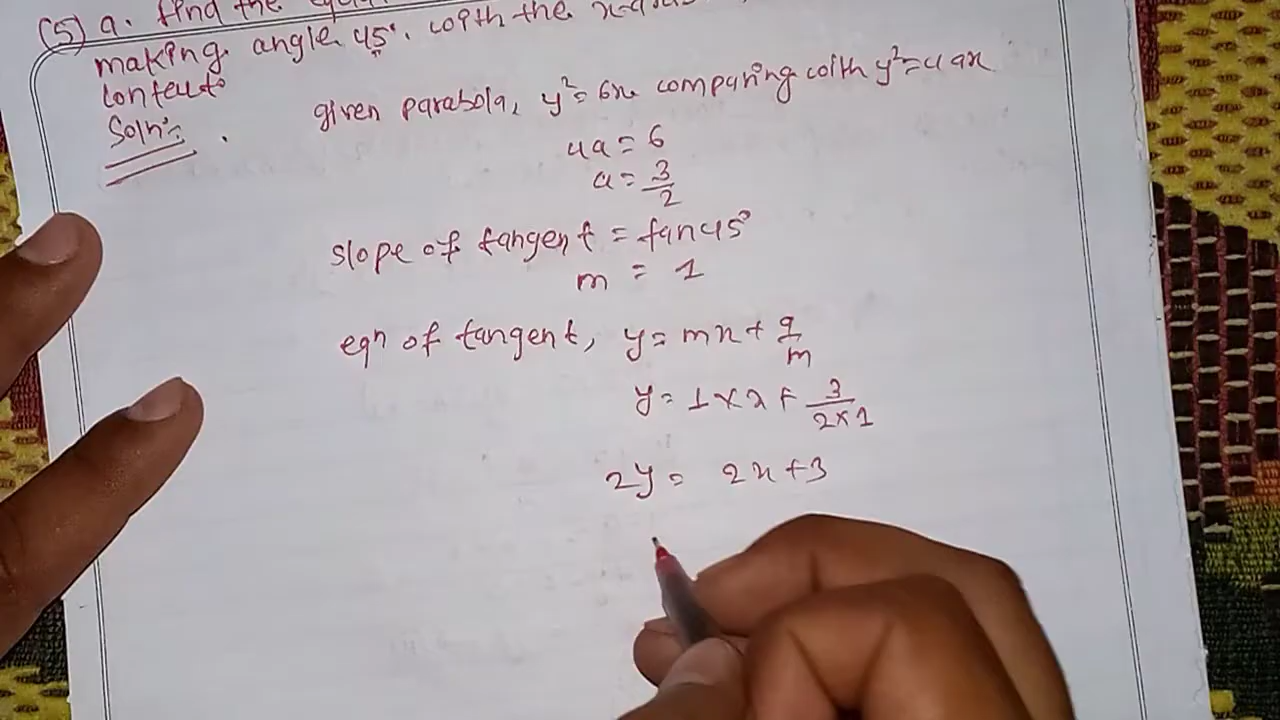 (5) a. find the
making angle 45°. with the x-axis
contact
Soln:
given parabola, y²=6x comparing with y²=4ax
4a=6
a=3/2
slope of tangent = tan45°
m = 1
eqn of tangent, y=mx+a/m
y=1×x+3/(2×1)
2y= 2x+3